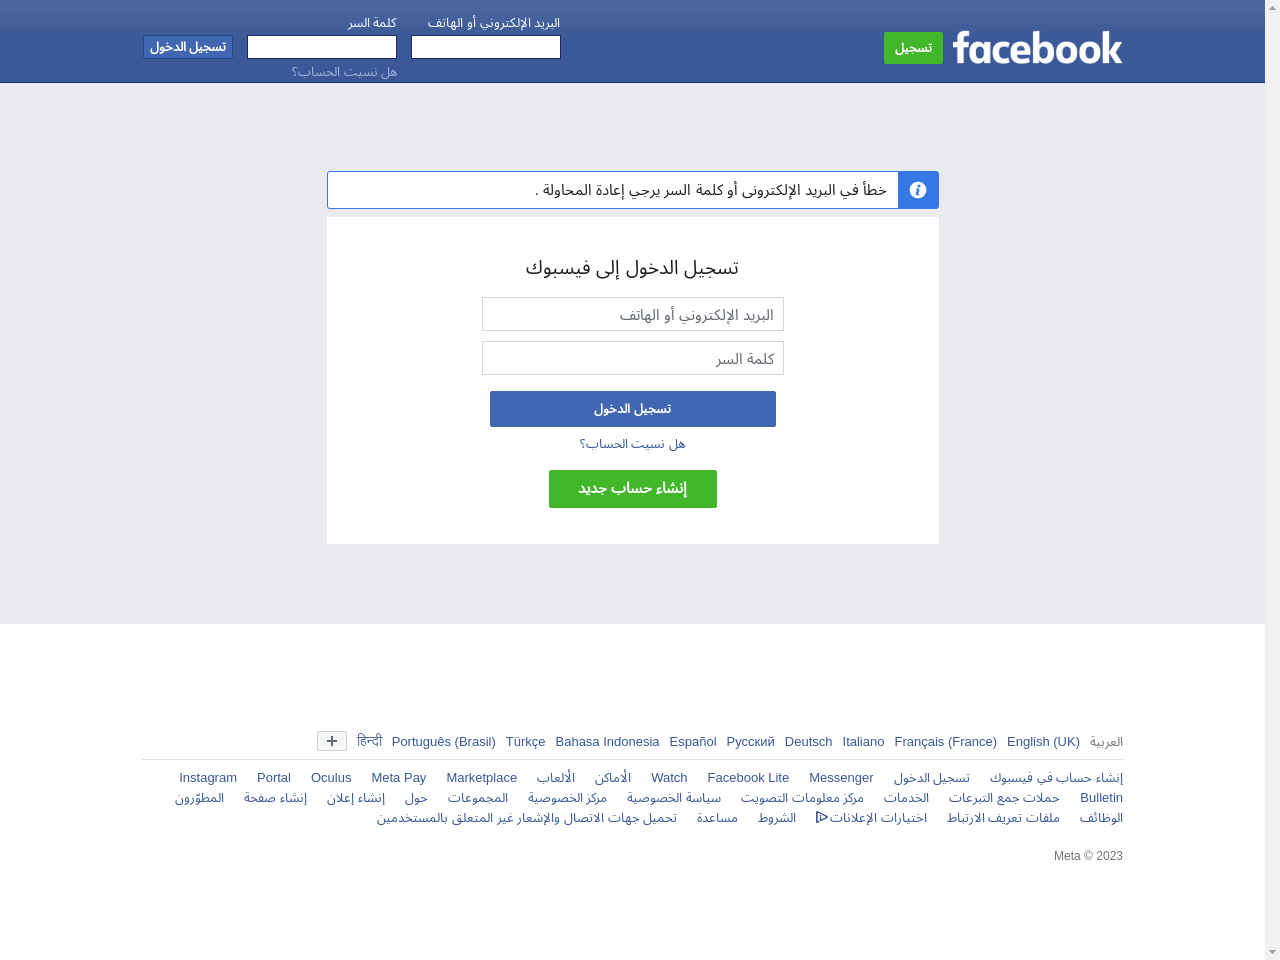 facebook
تسجيل
البريد الإلكتروني أو الهاتف
كلمة السر
تسجيل الدخول
هل نسيت الحساب؟
خطأ في البريد الإلكترونى أو كلمة السر يرجي إعادة المحاولة .
تسجيل الدخول إلى فيسبوك
البريد الإلكتروني أو الهاتف
كلمة السر
تسجيل الدخول
هل نسيت الحساب؟
إنشاء حساب جديد
العربية English (UK) Français (France) Italiano Deutsch Русский Español Bahasa Indonesia Türkçe Português (Brasil) हिन्दी
إنشاء حساب في فيسبوك تسجيل الدخول Messenger Facebook Lite Watch الأماكن الألعاب Marketplace Meta Pay Oculus Portal Instagram
Bulletin حملات جمع التبرعات الخدمات مركز معلومات التصويت سياسة الخصوصية مركز الخصوصية المجموعات حول إنشاء إعلان إنشاء صفحة المطوّرون
الوظائف ملفات تعريف الارتباط اختيارات الإعلانات الشروط مساعدة تحميل جهات الاتصال والإشعار غير المتعلق بالمستخدمين
Meta © 2023